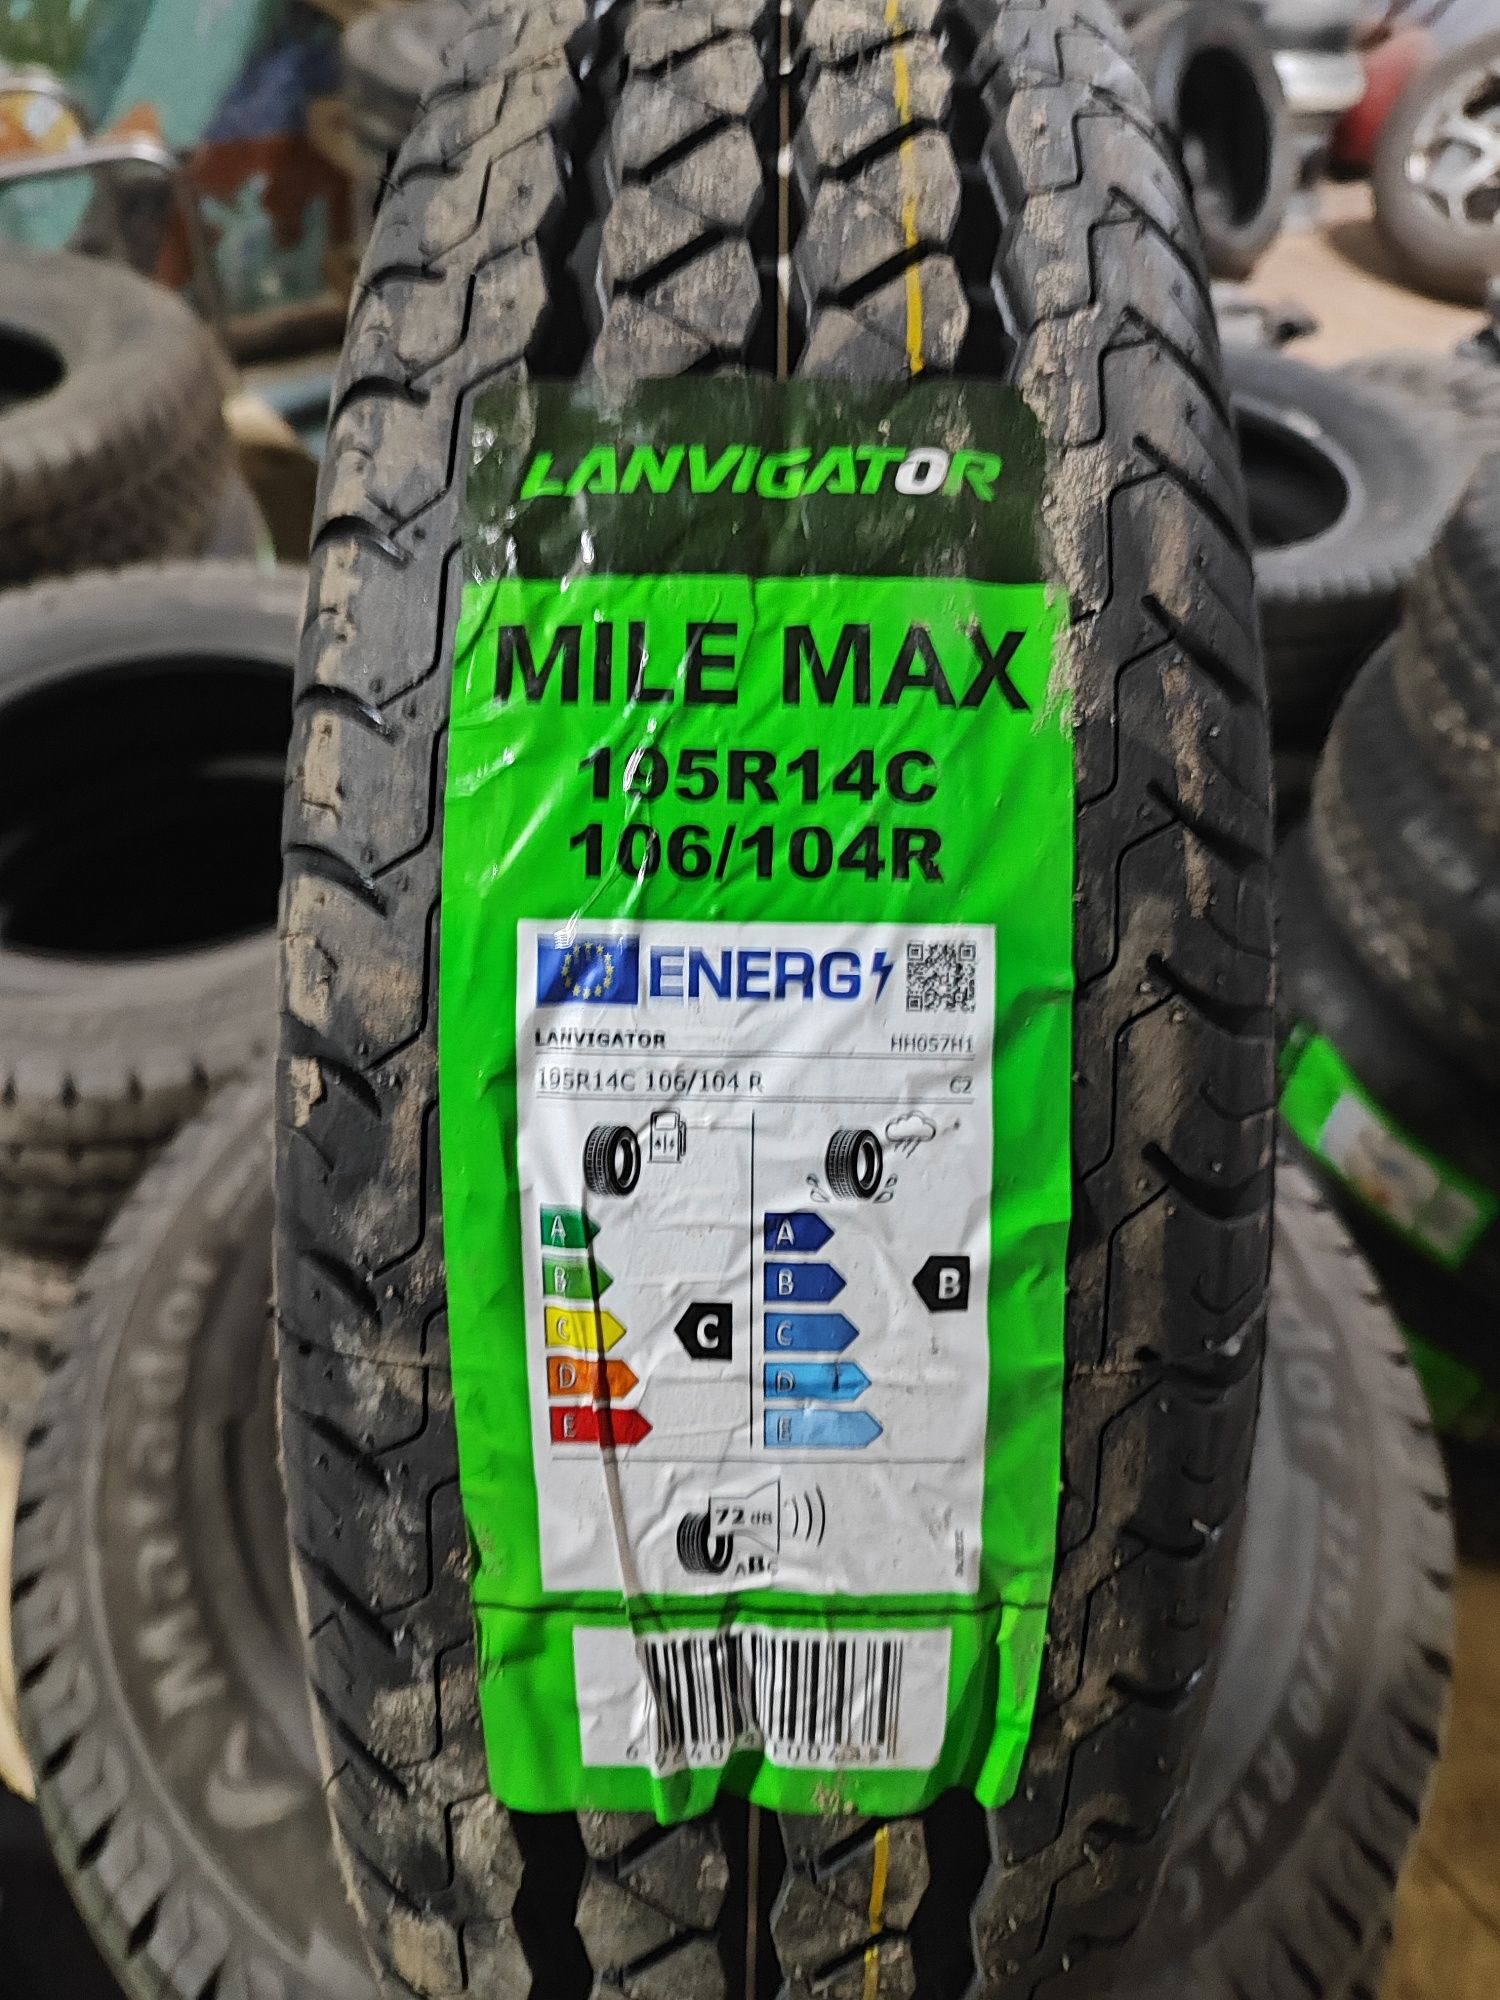 LANVIGATOR
MILE MAX
195R14C
106/104R
ENERG
LANVIGATOR HH057H1
195R14C 106/104 R C2
A
B
C
D
E
C
A
B
C
D
E
B
72 dB
ABC